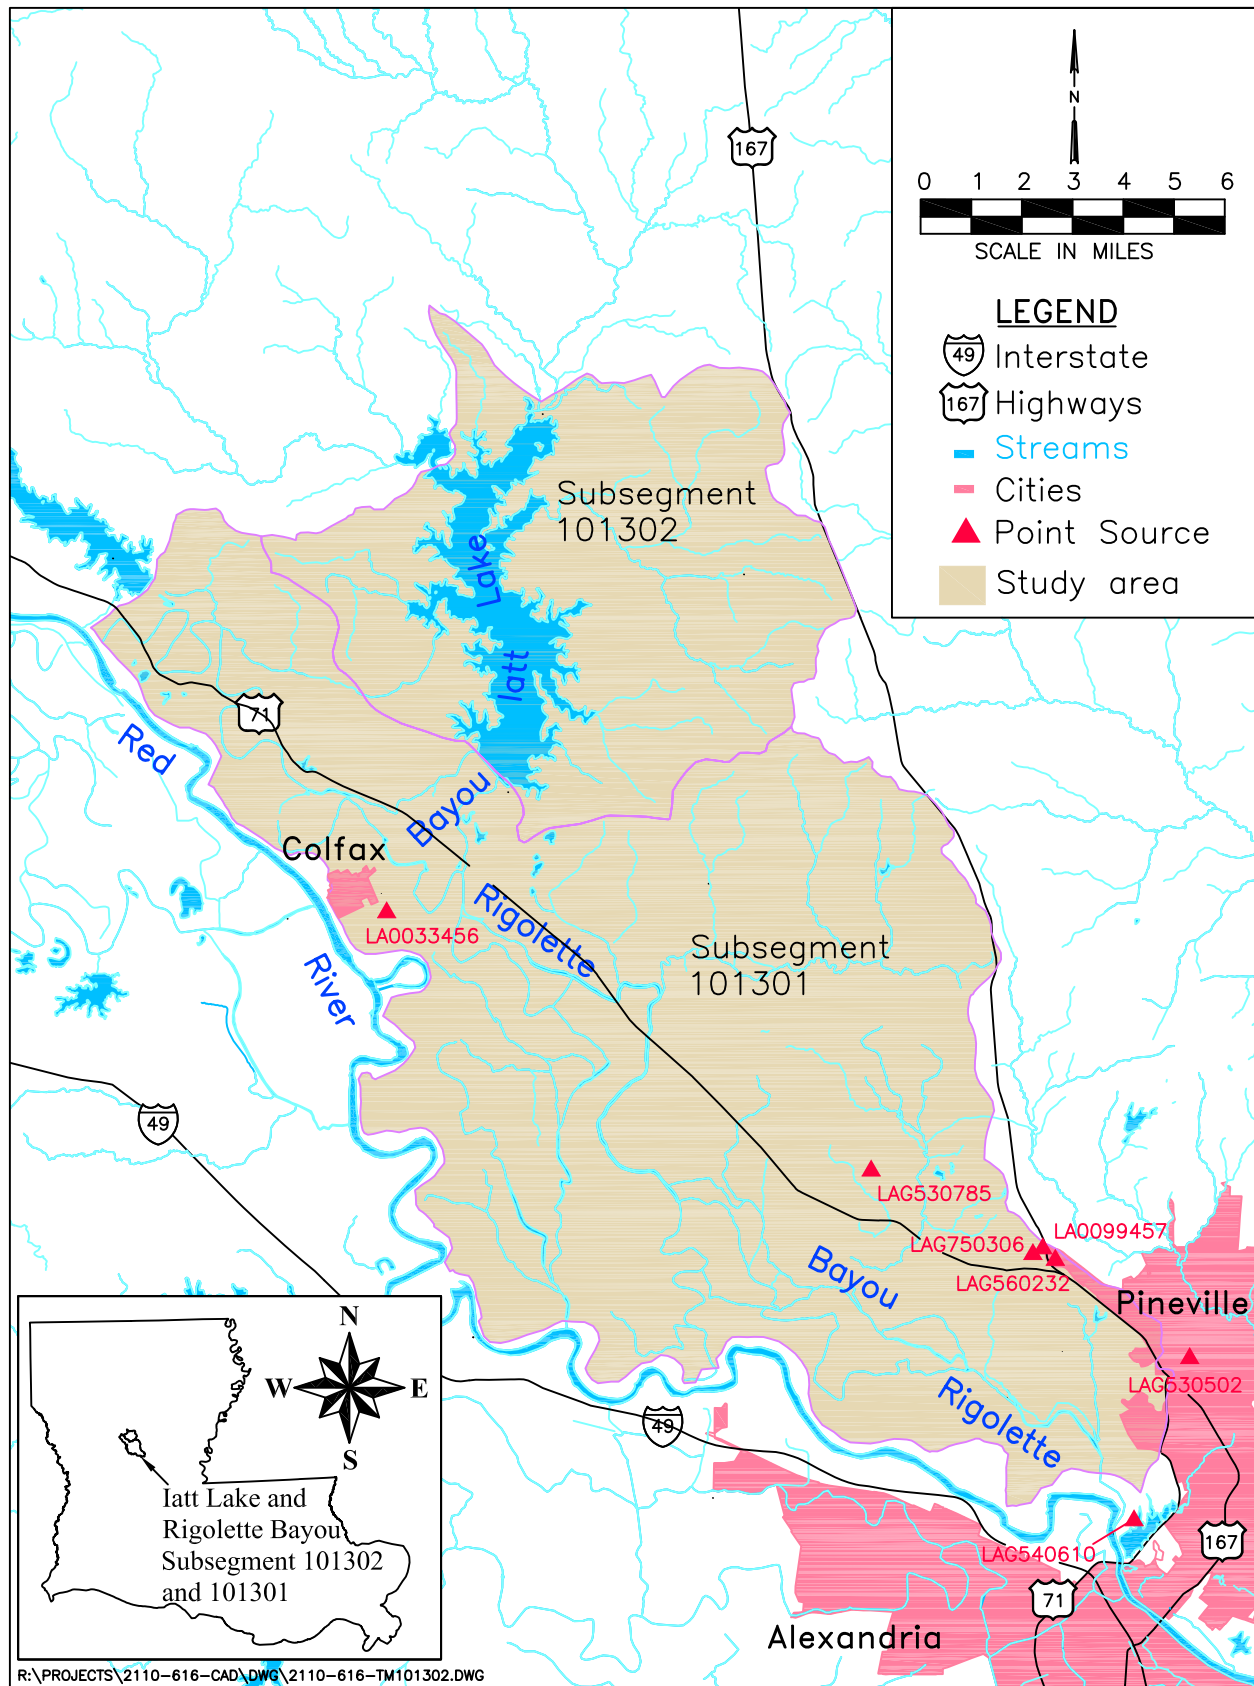 167
N
0 1 2 3 4 5 6
SCALE IN MILES
LEGEND
49 Interstate
167 Highways
Streams
Cities
Point Source
Study area
Subsegment
101302
Lake
Iatt
71
Red
Bayou
Colfax
Rigolette
LA0033456
River
Subsegment
101301
49
LAG530785
LA0099457
LAG750306
LAG560232
Bayou
Pineville
LAG530502
Rigolette
49
LAG540610
167
71
Alexandria
N
W E
S
Iatt Lake and
Rigolette Bayou
Subsegment 101302
and 101301
R:\PROJECTS\2110-616-CAD\DWG\2110-616-TM101302.DWG